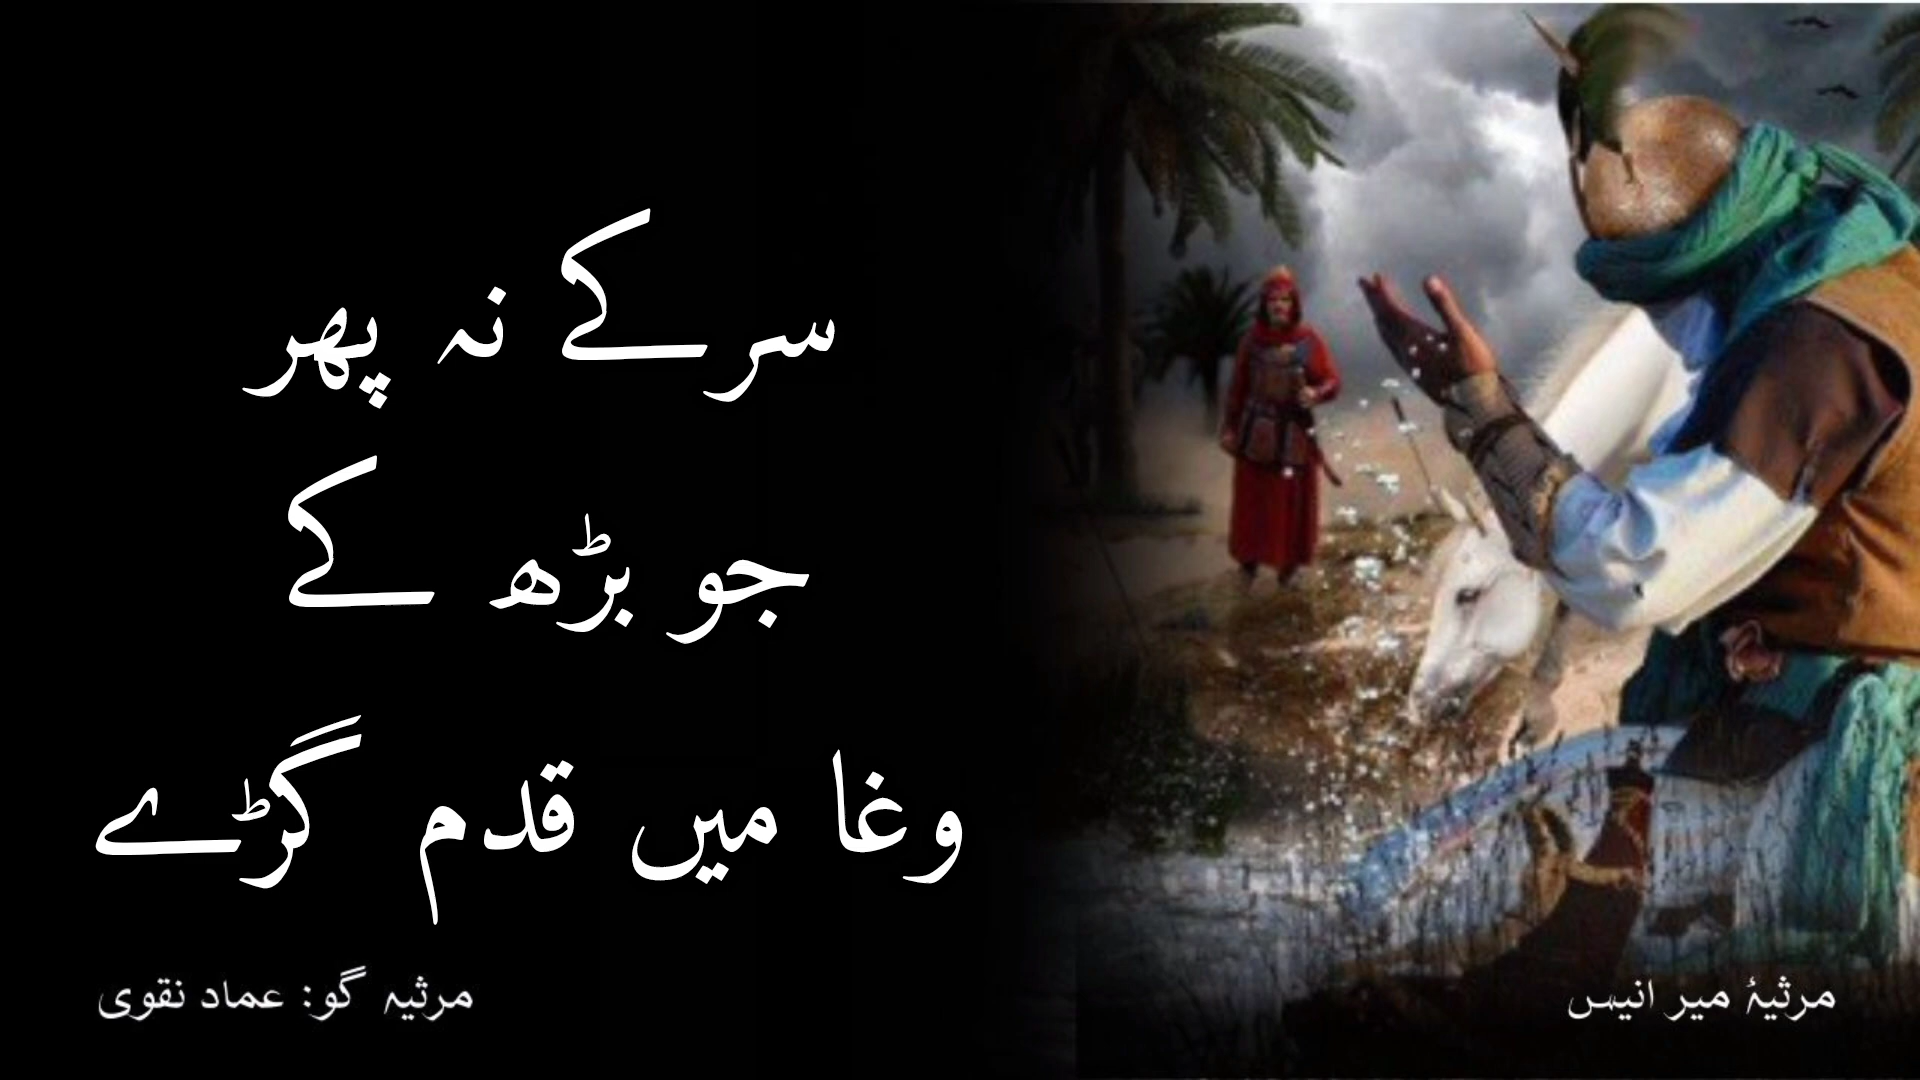 سرکے نہ پھر
جو بڑھ کے
وغا میں قدم گڑے
مرثیہ گو: عماد نقوی
مرثیۂ میر انیس